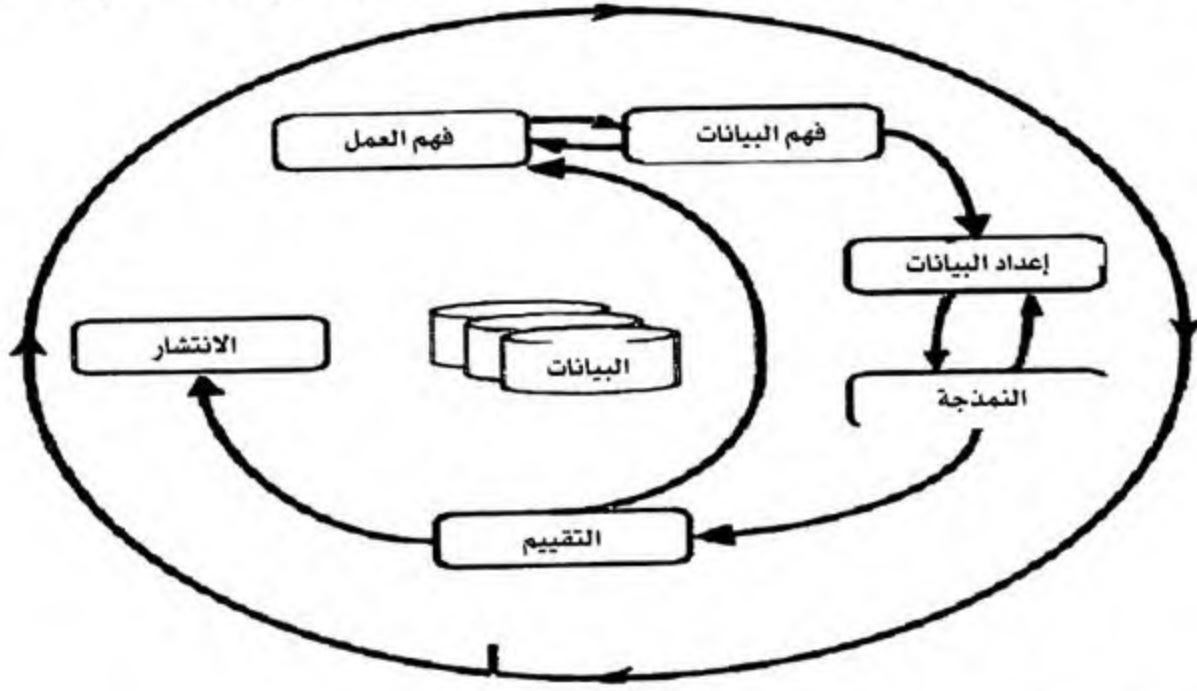 فهم البيانات
فهم العمل
إعداد البيانات
الانتشار
البيانات
النمذجة
التقييم